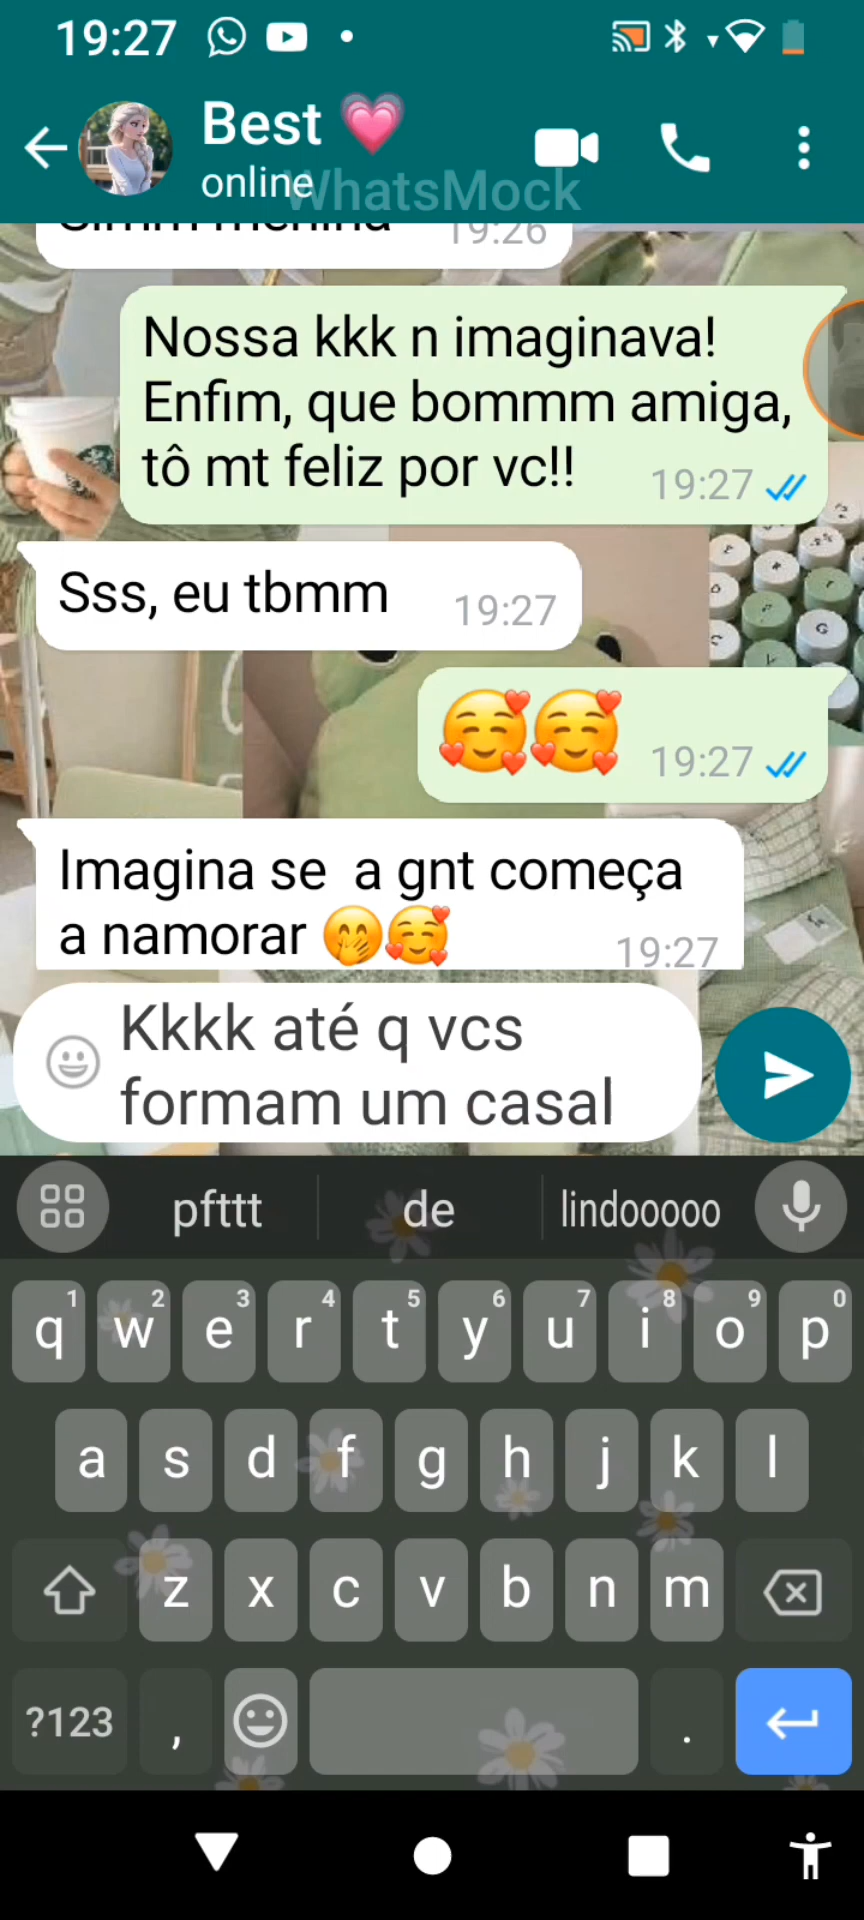 19:27
Best
online
WhatsMock
19:26
Nossa kkk n imaginava!
Enfim, que bommm amiga,
tô mt feliz por vc!!
19:27
Sss, eu tbmm
19:27
19:27
Imagina se a gnt começa
a namorar
19:27
Kkkk até q vcs
formam um casal
pfttt de lindooooo
1 2 3 4 5 6 7 8 9 0
q w e r t y u i o p
a s d f g h j k l
z x c v b n m
?123 , .